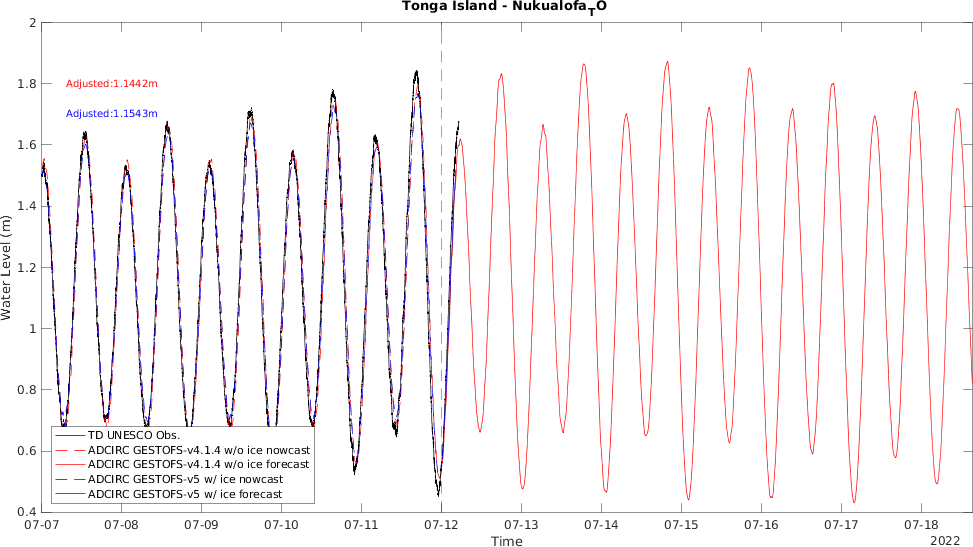 Tonga Island - Nukualofa_TO
2
1.8
1.6
1.4
1.2
1
0.8
0.6
0.4
Water Level (m)
Adjusted:1.1442m
Adjusted:1.1543m
TD UNESCO Obs.
ADCIRC GESTOFS-v4.1.4 w/o ice nowcast
ADCIRC GESTOFS-v4.1.4 w/o ice forecast
ADCIRC GESTOFS-v5 w/ ice nowcast
ADCIRC GESTOFS-v5 w/ ice forecast
07-07 07-08 07-09 07-10 07-11 07-12 07-13 07-14 07-15 07-16 07-17 07-18
Time
2022